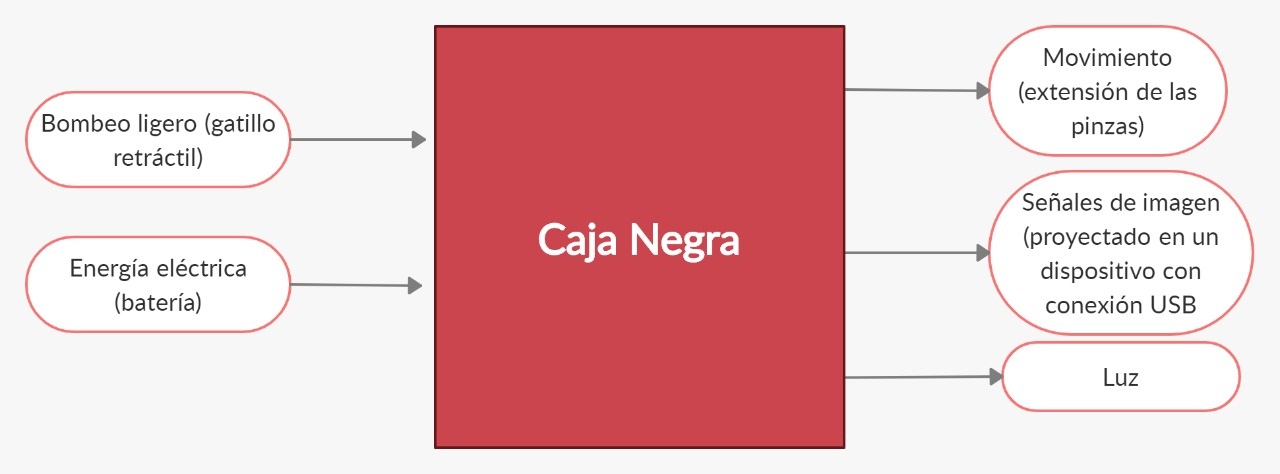 Bombeo ligero (gatillo
retráctil)
Energía eléctrica
(batería)
Caja Negra
Movimiento
(extensión de las
pinzas)
Señales de imagen
(proyectado en un
dispositivo con
conexión USB
Luz